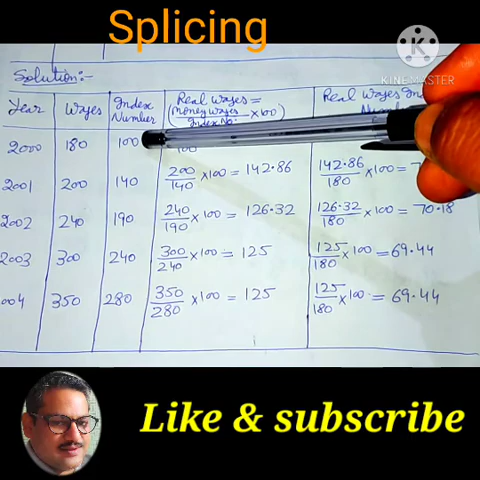 Splicing
KINEMASTER
Solution:-
Year Wages Index Number Real Wages = (Money Wages / Index No. × 100) Real Wages
2000 180 100 100
2001 200 140 200/140 × 100 = 142.86 142.86/180 × 100 = 7
2002 240 190 240/190 × 100 = 126.32 126.32/180 × 100 = 70.18
2003 300 240 300/240 × 100 = 125 125/180 × 100 = 69.44
004 350 280 350/280 × 100 = 125 125/180 × 100 = 69.44
Like & subscribe